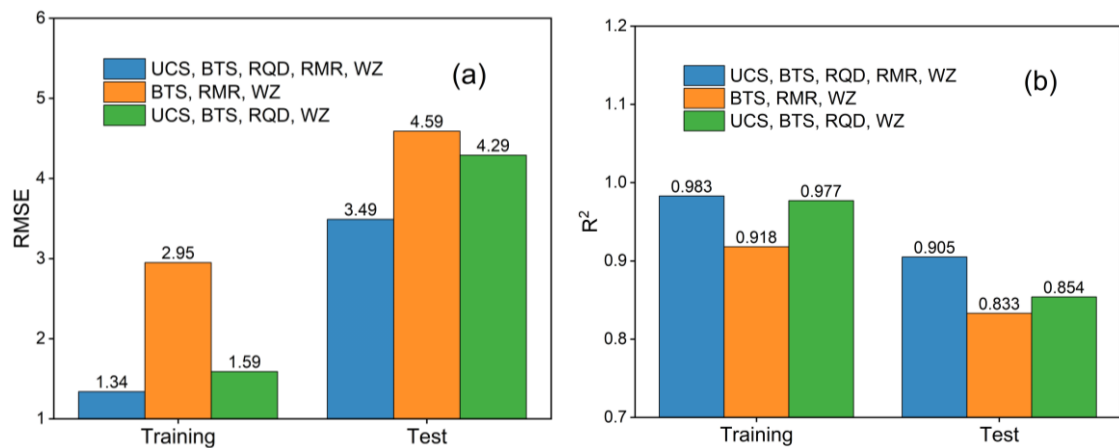 6
5
4
3
2
1
RMSE
UCS, BTS, RQD, RMR, WZ
BTS, RMR, WZ
UCS, BTS, RQD, WZ
(a)
1.34
2.95
1.59
3.49
4.59
4.29
Training
Test
1.2
1.1
1.0
0.9
0.8
0.7
R²
UCS, BTS, RQD, RMR, WZ
BTS, RMR, WZ
UCS, BTS, RQD, WZ
(b)
0.983
0.918
0.977
0.905
0.833
0.854
Training
Test